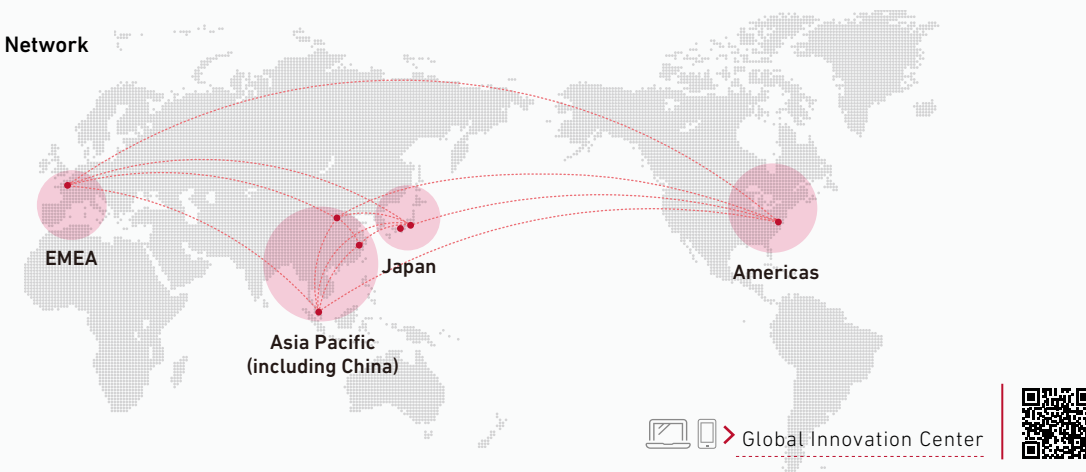 Network
EMEA
Japan
Americas
Asia Pacific
(including China)
Global Innovation Center